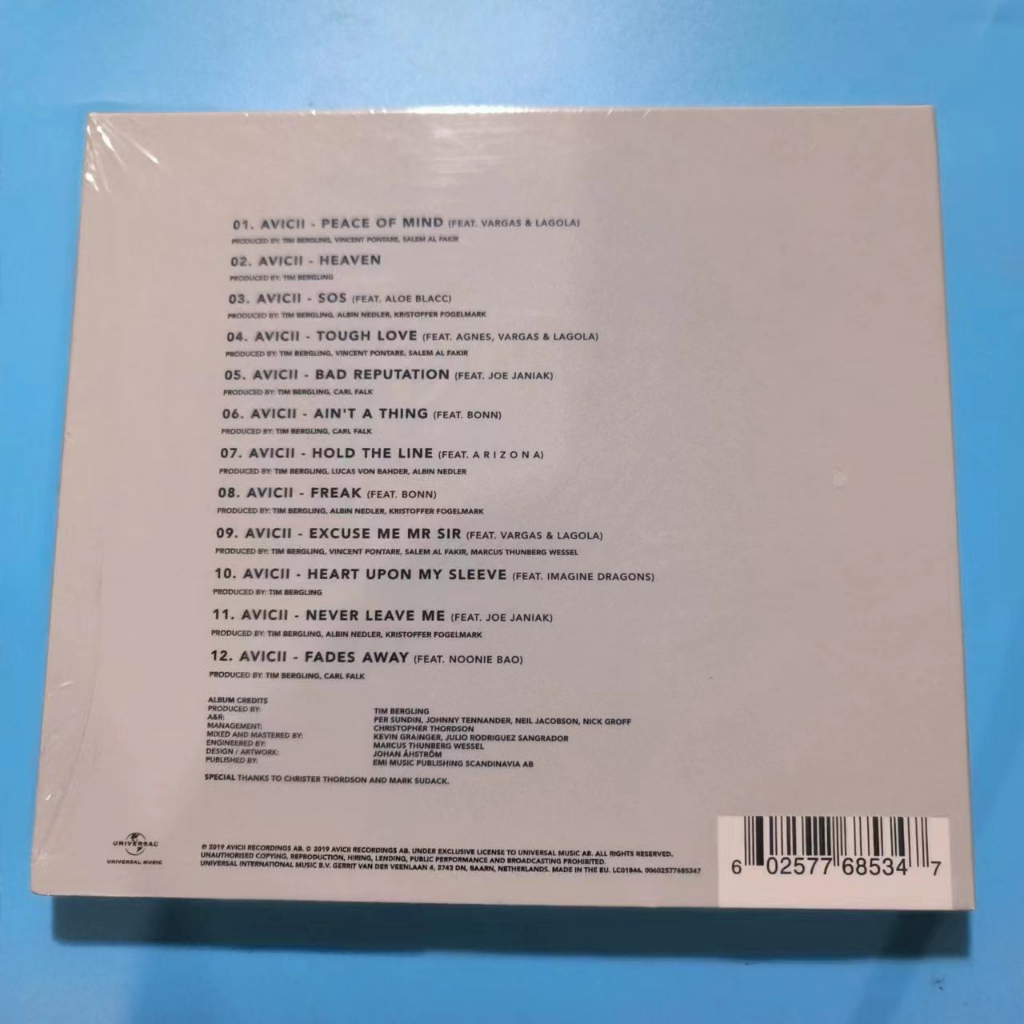 01. AVICII - PEACE OF MIND (FEAT. VARGAS & LAGOLA)
PRODUCED BY: TIM BERGLING, VINCENT PONTARE, SALEM AL FAKIR
02. AVICII - HEAVEN
PRODUCED BY: TIM BERGLING
03. AVICII - SOS (FEAT. ALOE BLACC)
PRODUCED BY: TIM BERGLING, ALBIN NEDLER, KRISTOFFER FOGELMARK
04. AVICII - TOUGH LOVE (FEAT. AGNES, VARGAS & LAGOLA)
PRODUCED BY: TIM BERGLING, VINCENT PONTARE, SALEM AL FAKIR
05. AVICII - BAD REPUTATION (FEAT. JOE JANIAK)
PRODUCED BY: TIM BERGLING, CARL FALK
06. AVICII - AIN'T A THING (FEAT. BONN)
PRODUCED BY: TIM BERGLING, CARL FALK
07. AVICII - HOLD THE LINE (FEAT. A R I Z O N A)
PRODUCED BY: TIM BERGLING, LUCAS VON BAHDER, ALBIN NEDLER
08. AVICII - FREAK (FEAT. BONN)
PRODUCED BY: TIM BERGLING, ALBIN NEDLER, KRISTOFFER FOGELMARK
09. AVICII - EXCUSE ME MR SIR (FEAT. VARGAS & LAGOLA)
PRODUCED BY: TIM BERGLING, VINCENT PONTARE, SALEM AL FAKIR, MARCUS THUNBERG WESSEL
10. AVICII - HEART UPON MY SLEEVE (FEAT. IMAGINE DRAGONS)
PRODUCED BY: TIM BERGLING
11. AVICII - NEVER LEAVE ME (FEAT. JOE JANIAK)
PRODUCED BY: TIM BERGLING, ALBIN NEDLER, KRISTOFFER FOGELMARK
12. AVICII - FADES AWAY (FEAT. NOONIE BAO)
PRODUCED BY: TIM BERGLING, CARL FALK
ALBUM CREDITS
PRODUCED BY: TIM BERGLING
A&R: PER SUNDIN, JOHNNY TENNANDER, NEIL JACOBSON, NICK GROFF
MANAGEMENT: CHRISTOPHER THORDSON
MIXED AND MASTERED BY: KEVIN GRAINGER, JULIO RODRIGUEZ SANGRADOR
ENGINEERED BY: MARCUS THUNBERG WESSEL
DESIGN / ARTWORK: JOHAN ÅHSTRÖM
PUBLISHED BY: EMI MUSIC PUBLISHING SCANDINAVIA AB
SPECIAL THANKS TO CHRISTER THORDSON AND MARK SUDACK.
UNIVERSAL
UNIVERSAL MUSIC
℗ 2019 AVICII RECORDINGS AB. © 2019 AVICII RECORDINGS AB. UNDER EXCLUSIVE LICENSE TO UNIVERSAL MUSIC AB. ALL RIGHTS RESERVED.
UNAUTHORISED COPYING, REPRODUCTION, HIRING, LENDING, PUBLIC PERFORMANCE AND BROADCASTING PROHIBITED.
UNIVERSAL INTERNATIONAL MUSIC B.V. GERRIT VAN DER VEENLAAN 4, 3743 DN, BAARN, NETHERLANDS. MADE IN THE EU. LC01846. 00602577685347
6 02577 68534 7